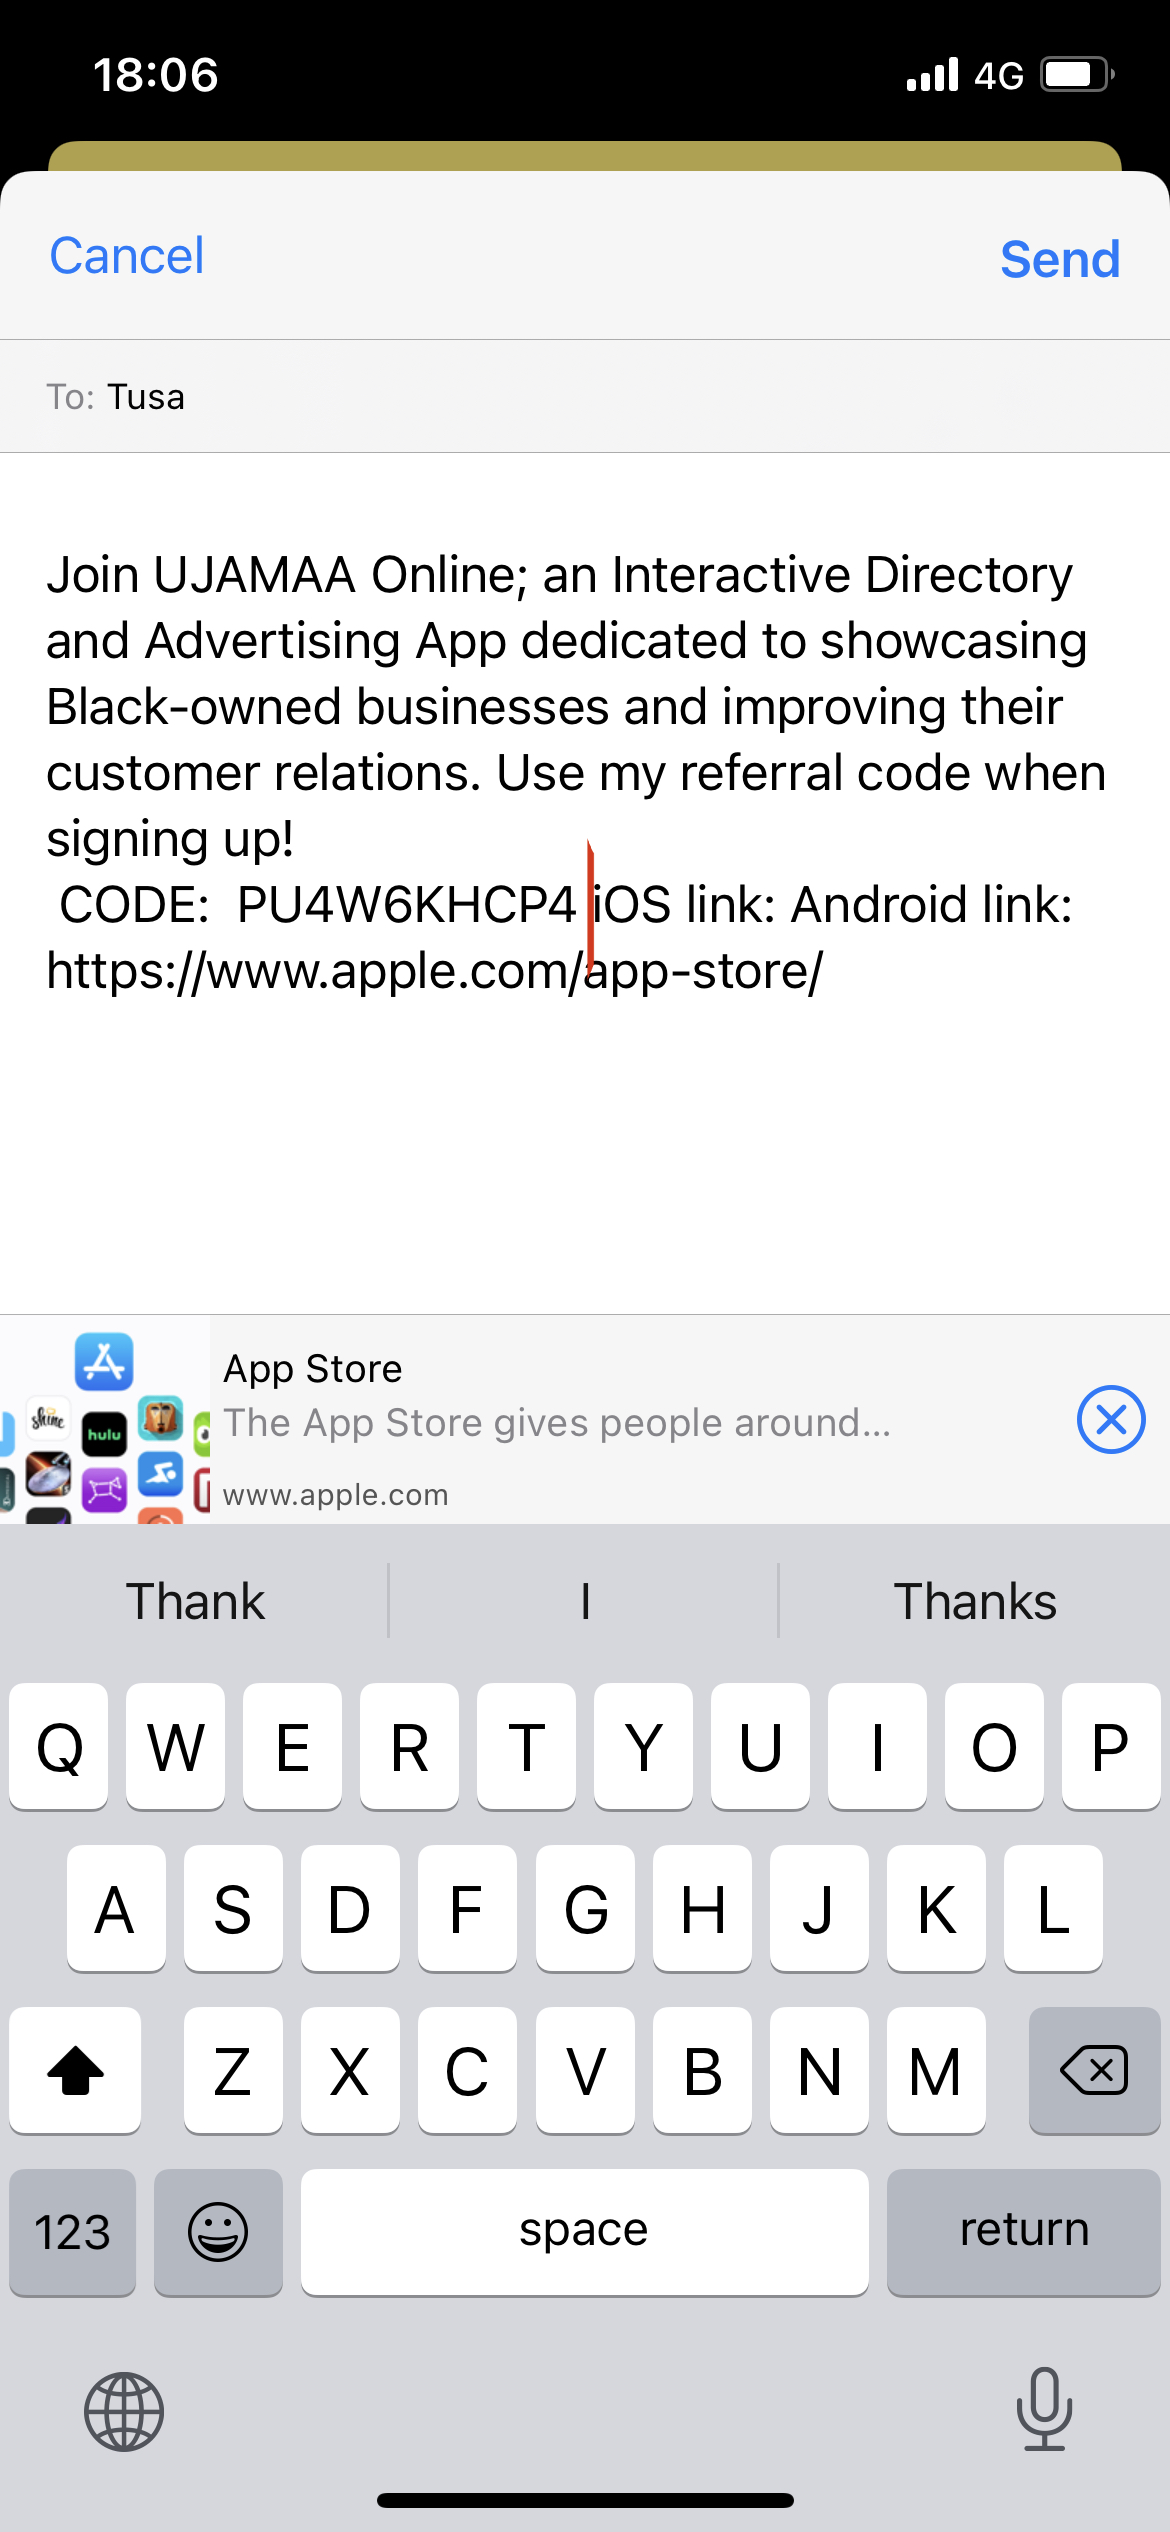 18:06 4G
Cancel Send
To: Tusa
Join UJAMAA Online; an Interactive Directory
and Advertising App dedicated to showcasing
Black-owned businesses and improving their
customer relations. Use my referral code when
signing up!
CODE: PU4W6KHCP4 iOS link: Android link:
https://www.apple.com/app-store/
shine
hulu
App Store
The App Store gives people around...
www.apple.com
Thank I Thanks
Q W E R T Y U I O P
A S D F G H J K L
Z X C V B N M
123 space return